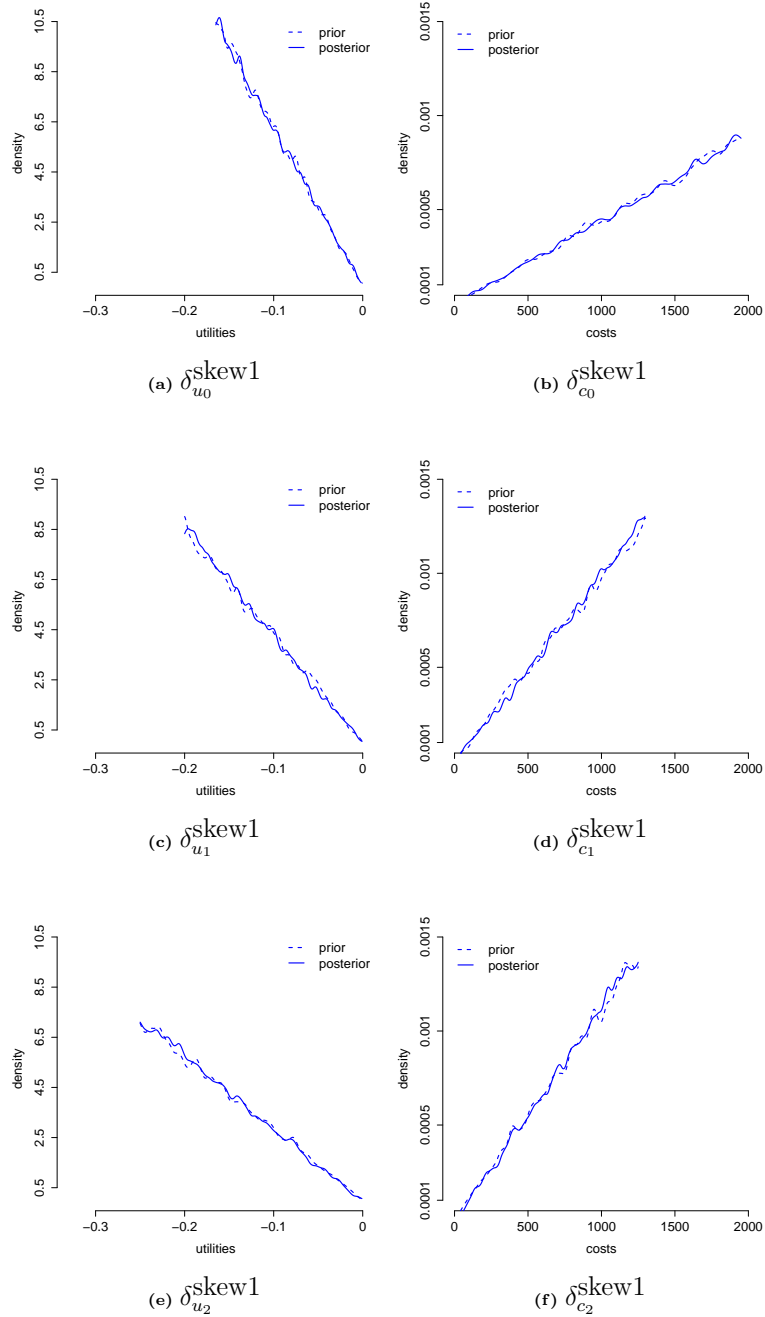 prior
posterior
density
0.5 2.5 4.5 6.5 8.5 10.5
−0.3 −0.2 −0.1 0
utilities
(a) δ_{u_0}^{skew1}
prior
posterior
density
0.0001 0.0005 0.001 0.0015
0 500 1000 1500 2000
costs
(b) δ_{c_0}^{skew1}
prior
posterior
density
0.5 2.5 4.5 6.5 8.5 10.5
−0.3 −0.2 −0.1 0
utilities
(c) δ_{u_1}^{skew1}
prior
posterior
density
0.0001 0.0005 0.001 0.0015
0 500 1000 1500 2000
costs
(d) δ_{c_1}^{skew1}
prior
posterior
density
0.5 2.5 4.5 6.5 8.5 10.5
−0.3 −0.2 −0.1 0
utilities
(e) δ_{u_2}^{skew1}
prior
posterior
density
0.0001 0.0005 0.001 0.0015
0 500 1000 1500 2000
costs
(f) δ_{c_2}^{skew1}